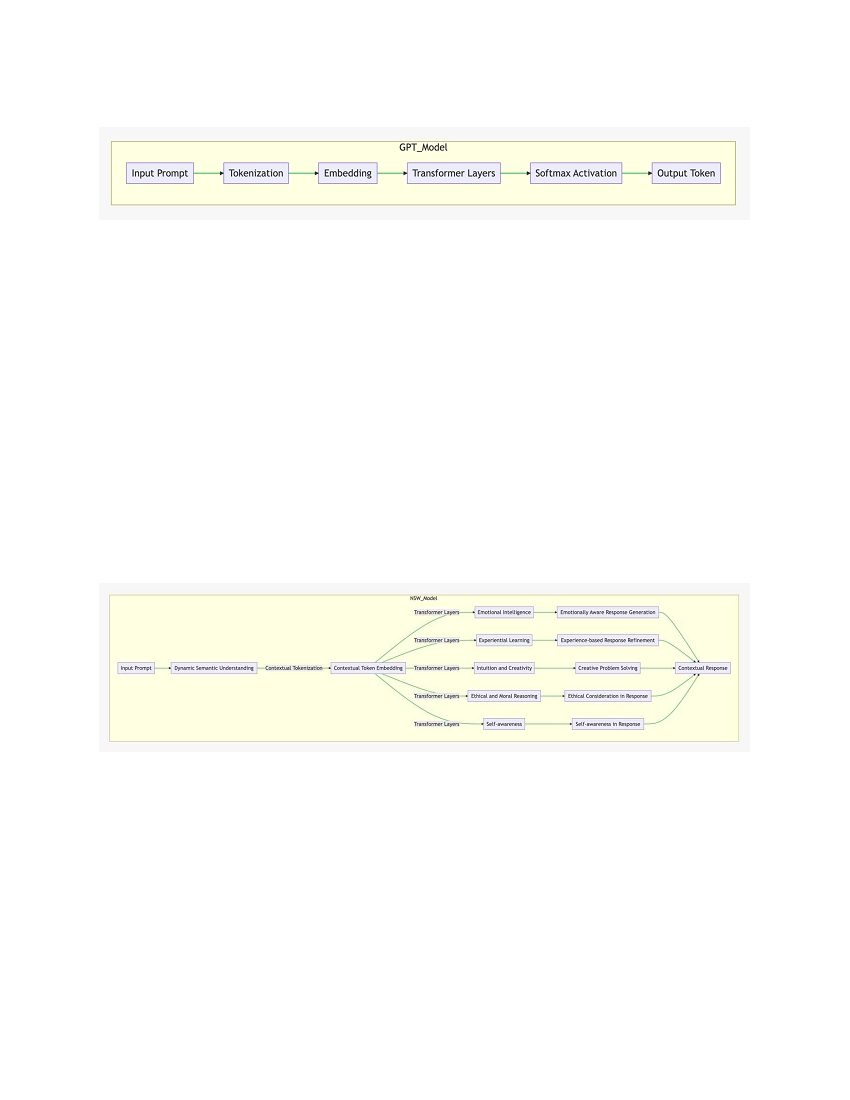 GPT_Model
Input Prompt Tokenization Embedding Transformer Layers Softmax Activation Output Token
NSW_Model
Transformer Layers Emotional Intelligence Emotionally Aware Response Generation
Transformer Layers Experiential Learning Experience-based Response Refinement
Input Prompt Dynamic Semantic Understanding Contextual Tokenization Contextual Token Embedding Transformer Layers Intuition and Creativity Creative Problem Solving Contextual Response
Transformer Layers Ethical and Moral Reasoning Ethical Consideration in Response
Transformer Layers Self-awareness Self-awareness in Response